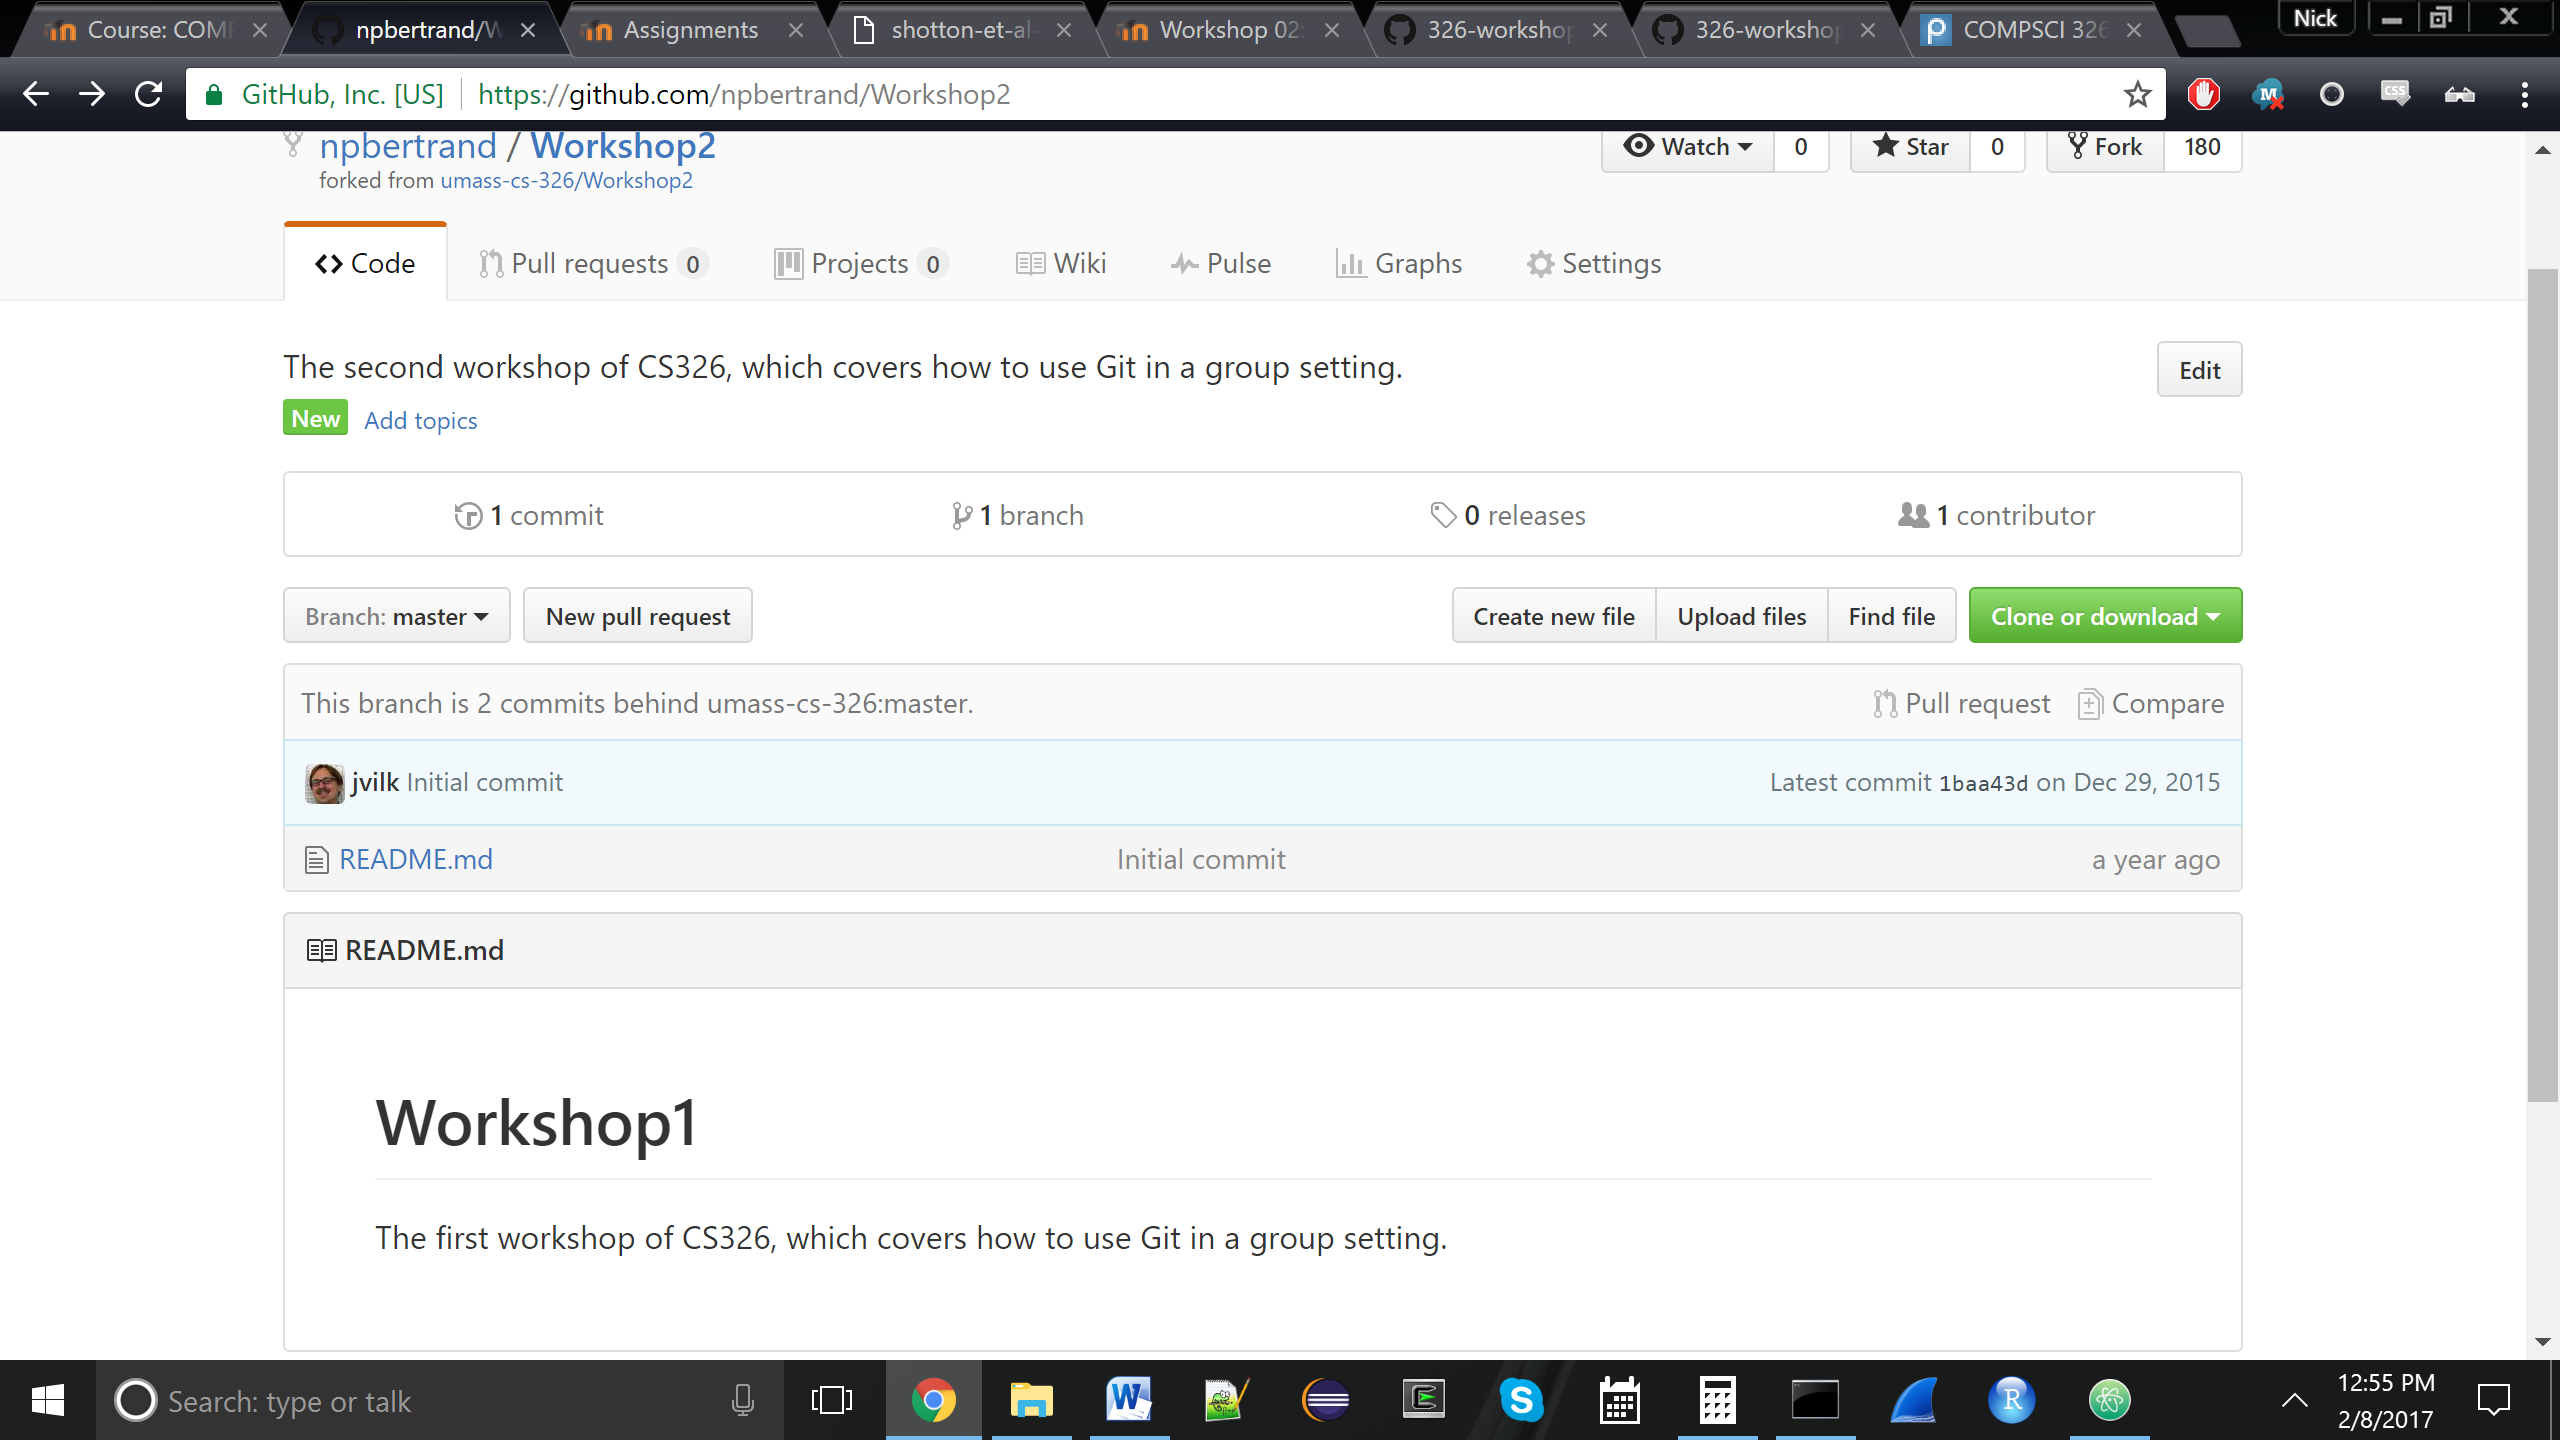 Course: COMP
npbertrand/W
Assignments
shotton-et-al-
Workshop 02:
326-workshop
326-workshop
COMPSCI 326
Nick
GitHub, Inc. [US]
https://github.com/npbertrand/Workshop2
npbertrand / Workshop2
Watch 0
Star 0
Fork 180
forked from umass-cs-326/Workshop2
Code
Pull requests 0
Projects 0
Wiki
Pulse
Graphs
Settings
The second workshop of CS326, which covers how to use Git in a group setting.
Edit
New Add topics
1 commit
1 branch
0 releases
1 contributor
Branch: master
New pull request
Create new file
Upload files
Find file
Clone or download
This branch is 2 commits behind umass-cs-326:master.
Pull request
Compare
jvilk Initial commit
Latest commit 1baa43d on Dec 29, 2015
README.md
Initial commit
a year ago
README.md
Workshop1
The first workshop of CS326, which covers how to use Git in a group setting.
Search: type or talk
12:55 PM
2/8/2017